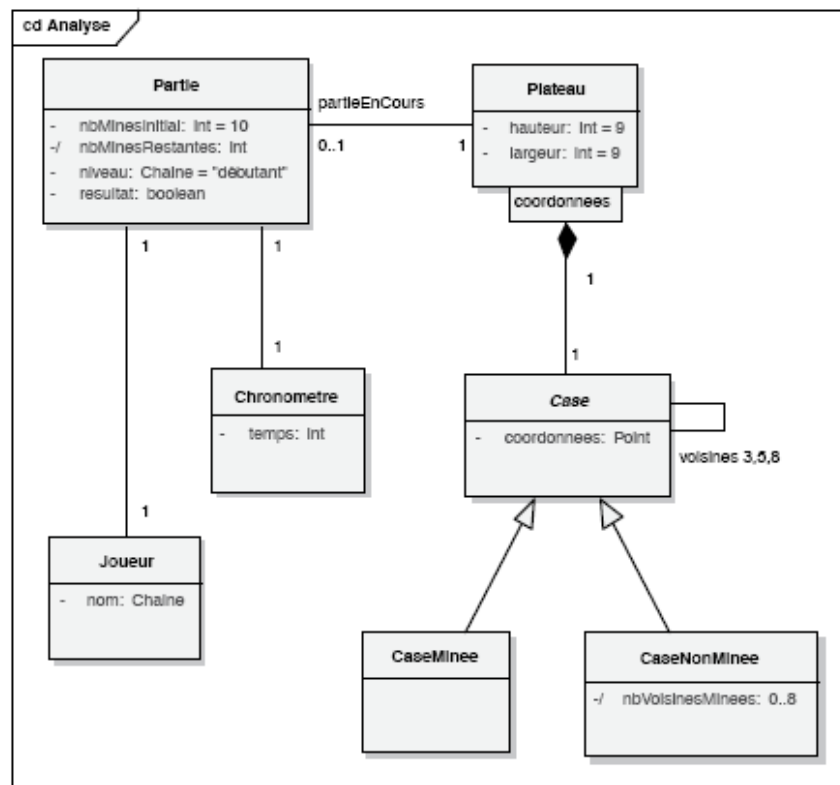 cd Analyse
Partie
- nbMinesInitial: Int = 10
-/ nbMinesRestantes: Int
- niveau: Chaine = "débutant"
- resultat: boolean
partieEnCours
0..1
1
Plateau
- hauteur: Int = 9
- largeur: Int = 9
coordonnees
1
1
1
1
1
Chronometre
- temps: Int
Case
- coordonnees: Point
voisines 3,5,8
1
1
Joueur
- nom: Chaine
CaseMinee
CaseNonMinee
-/ nbVoisinesMinees: 0..8